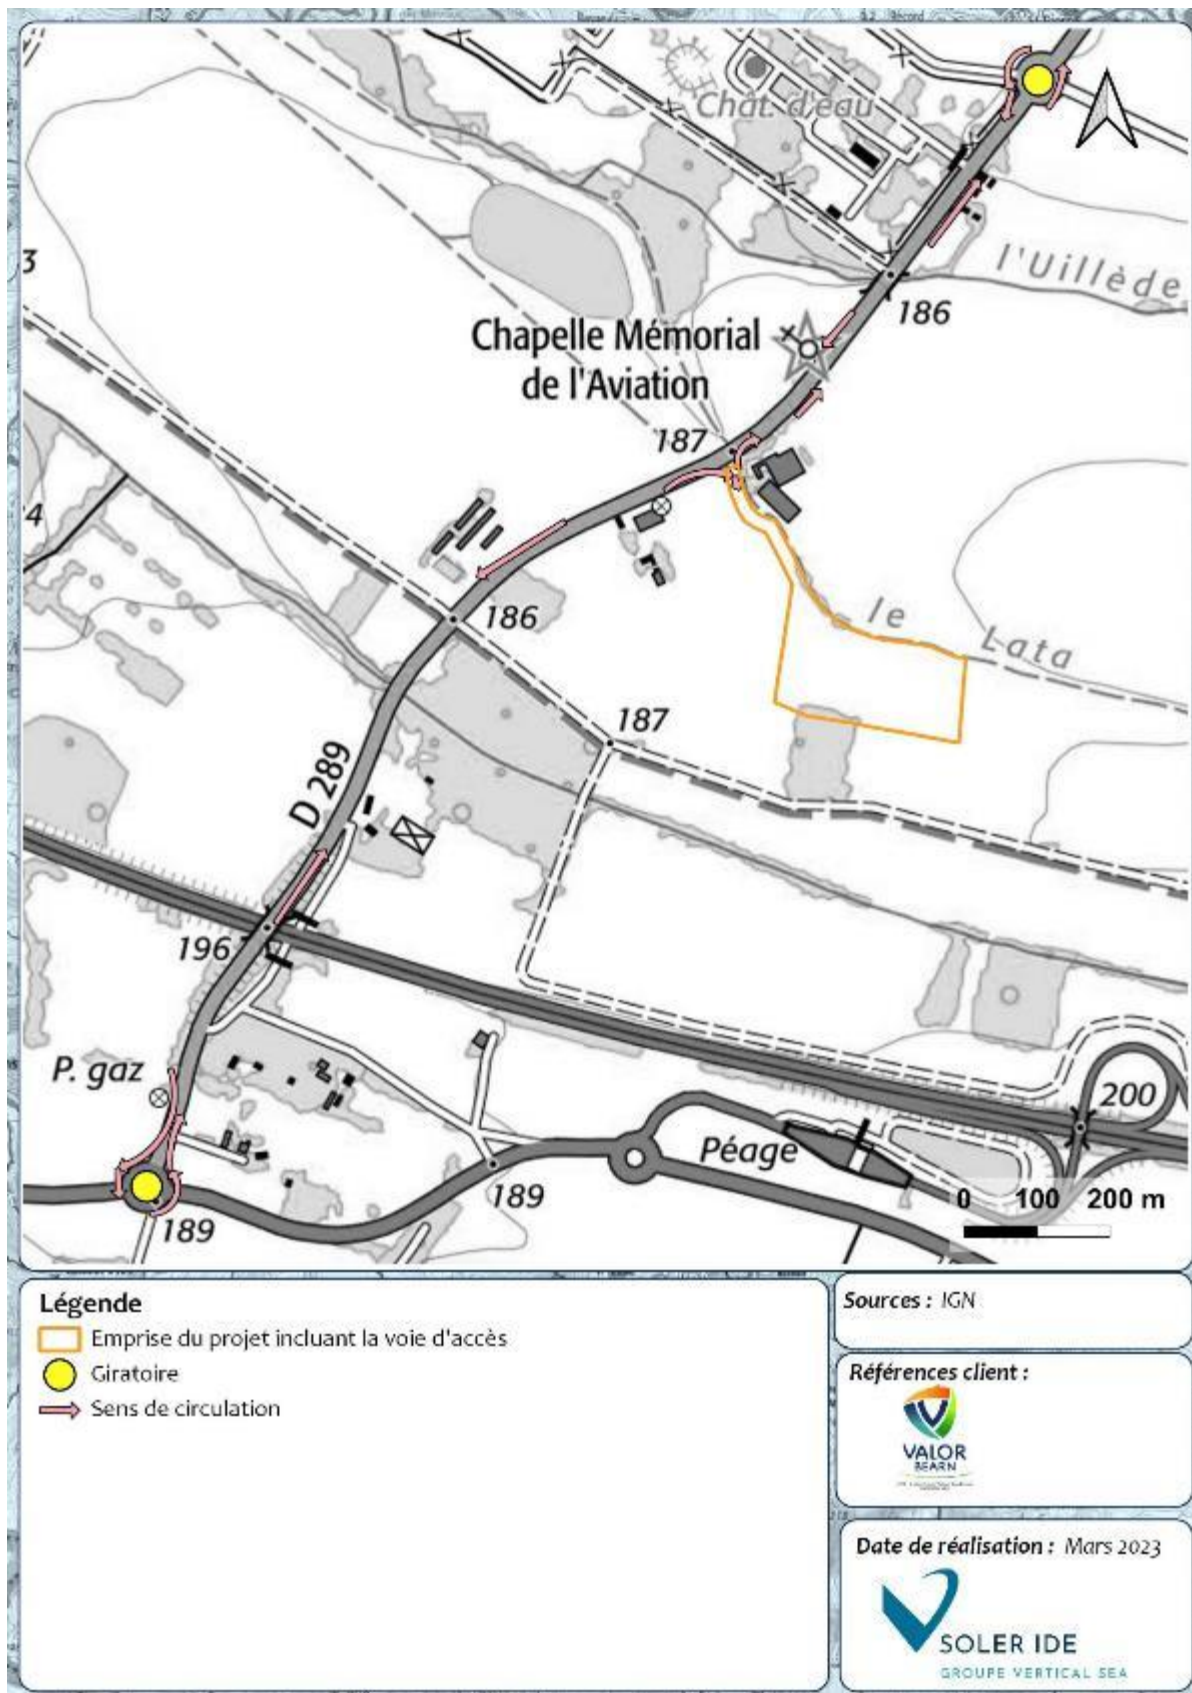 Chât. d'eau
3
l'Uillède
186
Chapelle Mémorial
de l'Aviation
187
4
186
le
Lata
187
D 289
196
P. gaz
200
Péage
189
189
0 100 200 m
Légende
Emprise du projet incluant la voie d'accès
Giratoire
Sens de circulation
Sources : IGN
Références client :
VALOR
BEARN
Date de réalisation : Mars 2023
SOLER IDE
GROUPE VERTICAL SEA